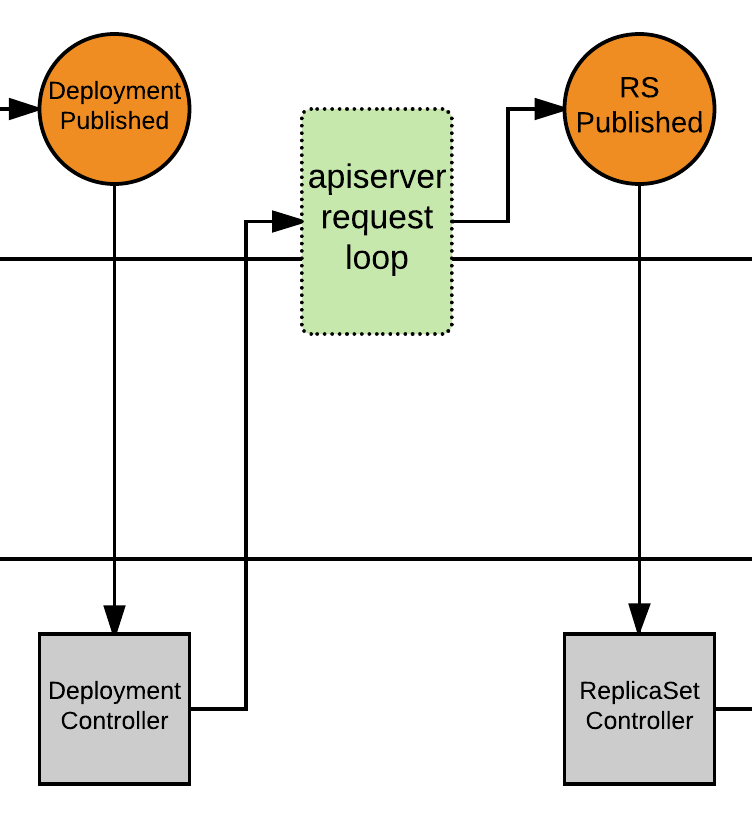 Deployment
Published
apiserver
request
loop
RS
Published
Deployment
Controller
ReplicaSet
Controller